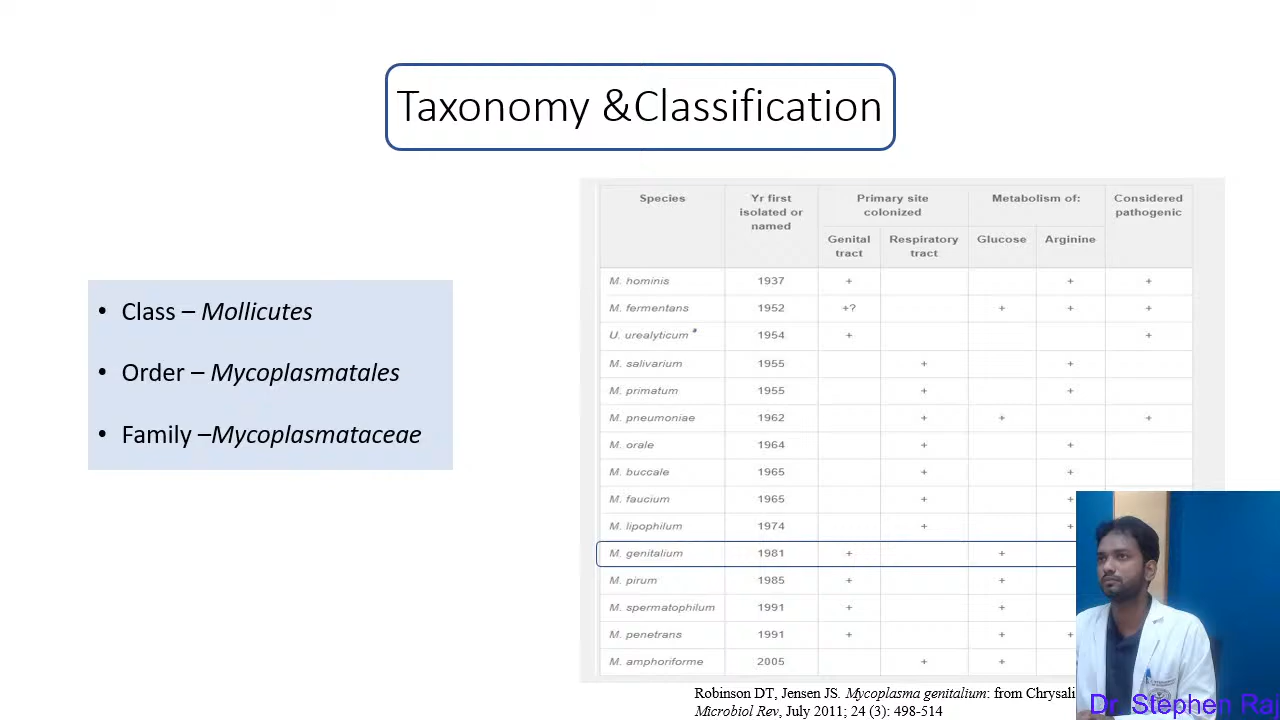 Taxonomy &Classification
• Class – Mollicutes
• Order – Mycoplasmatales
• Family –Mycoplasmataceae
Species Yr first isolated or named Primary site colonized Metabolism of: Considered pathogenic
Genital tract Respiratory tract Glucose Arginine
M. hominis 1937 + + +
M. fermentans 1952 +? + + +
U. urealyticum a 1954 + +
M. salivarium 1955 + +
M. primatum 1955 + +
M. pneumoniae 1962 + + +
M. orale 1964 + +
M. buccale 1965 + +
M. faucium 1965 + +
M. lipophilum 1974 + +
M. genitalium 1981 + +
M. pirum 1985 + +
M. spermatophilum 1991 + +
M. penetrans 1991 + + +
M. amphoriforme 2005 + +
Robinson DT, Jensen JS. Mycoplasma genitalium: from Chrysali
Microbiol Rev, July 2011; 24 (3): 498-514
Dr. Stephen Raj